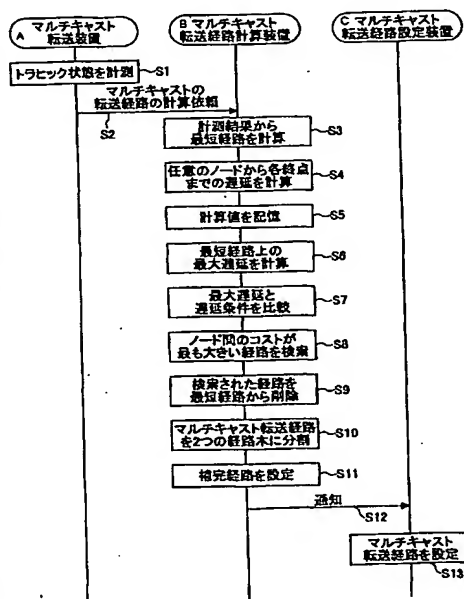 A マルチキャスト
転送装置
B マルチキャスト
転送経路計算装置
C マルチキャスト
転送経路設定装置
トラヒック状態を計測
S1
マルチキャストの
転送経路の計算依頼
S2
計測結果から
最短経路を計算
S3
任意のノードから各終点
までの遅延を計算
S4
計算値を記憶
S5
最短経路上の
最大遅延を計算
S6
最大遅延と
遅延条件を比較
S7
ノード間のコストが
最も大きい経路を検索
S8
検索された経路を
最短経路から削除
S9
マルチキャスト転送経路
を2つの経路木に分割
S10
補完経路を設定
S11
通知
S12
マルチキャスト
転送経路を設定
S13